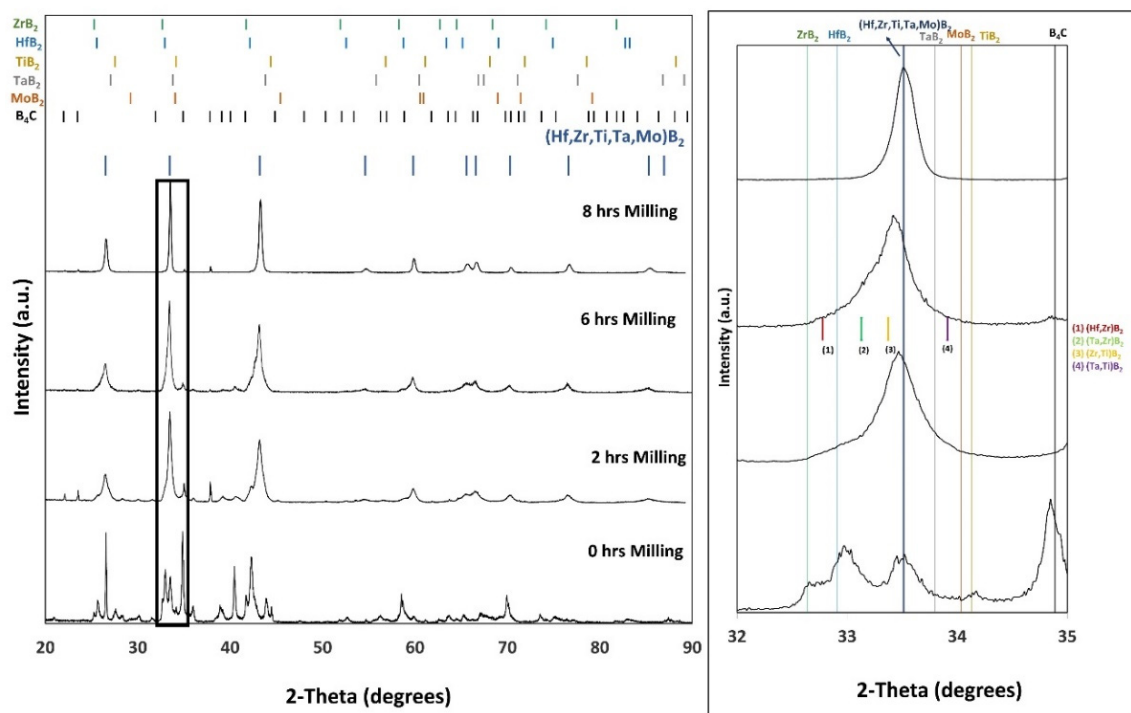 ZrB₂
HfB₂
TiB₂
TaB₂
MoB₂
B₄C
(Hf,Zr,Ti,Ta,Mo)B₂
8 hrs Milling
6 hrs Milling
2 hrs Milling
0 hrs Milling
Intensity (a.u.)
20 30 40 50 60 70 80 90
2-Theta (degrees)
(Hf,Zr,Ti,Ta,Mo)B₂
ZrB₂ HfB₂ TaB₂ MoB₂ TiB₂ B₄C
(1) (2) (3) (4)
(1) (Hf,Zr)B₂
(2) (Ta,Zr)B₂
(3) (Zr,Ti)B₂
(4) (Ta,Ti)B₂
Intensity (a.u.)
32 33 34 35
2-Theta (degrees)